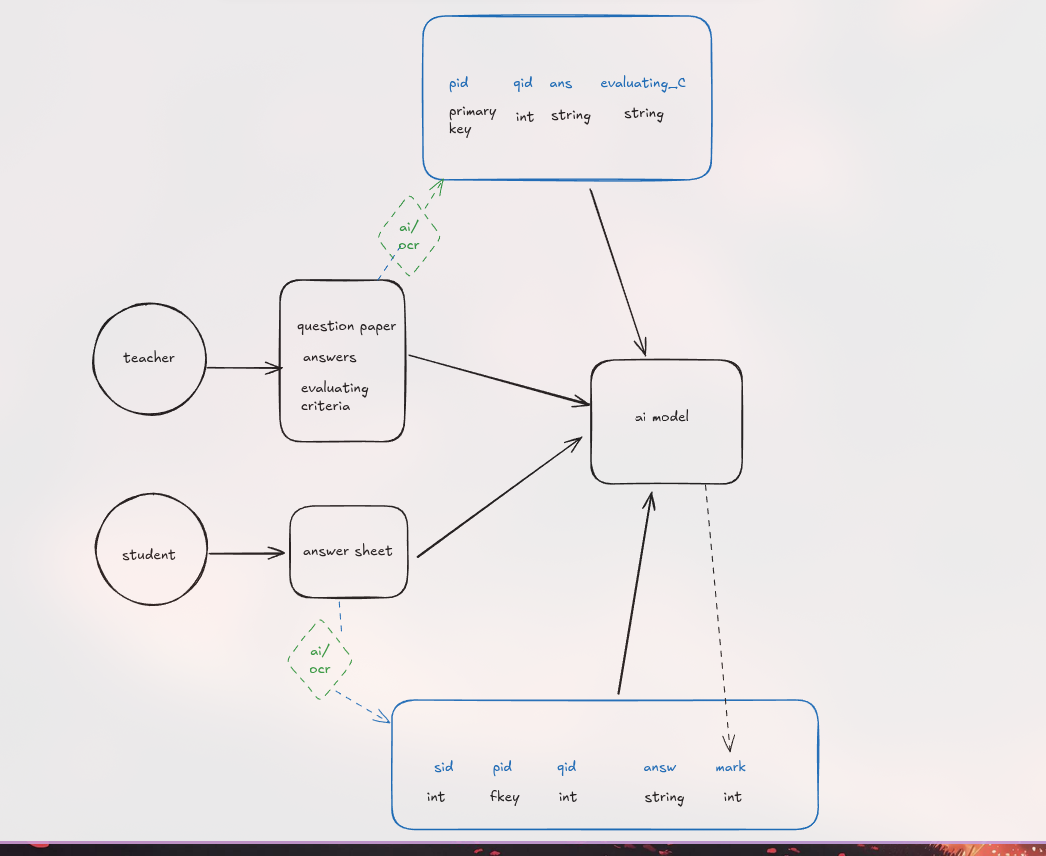 pid qid ans evaluating_C
primary key int string string
ai/
ocr
question paper
teacher
answers
evaluating
criteria
ai model
student
answer sheet
ai/
ocr
sid pid qid answ mark
int fkey int string int